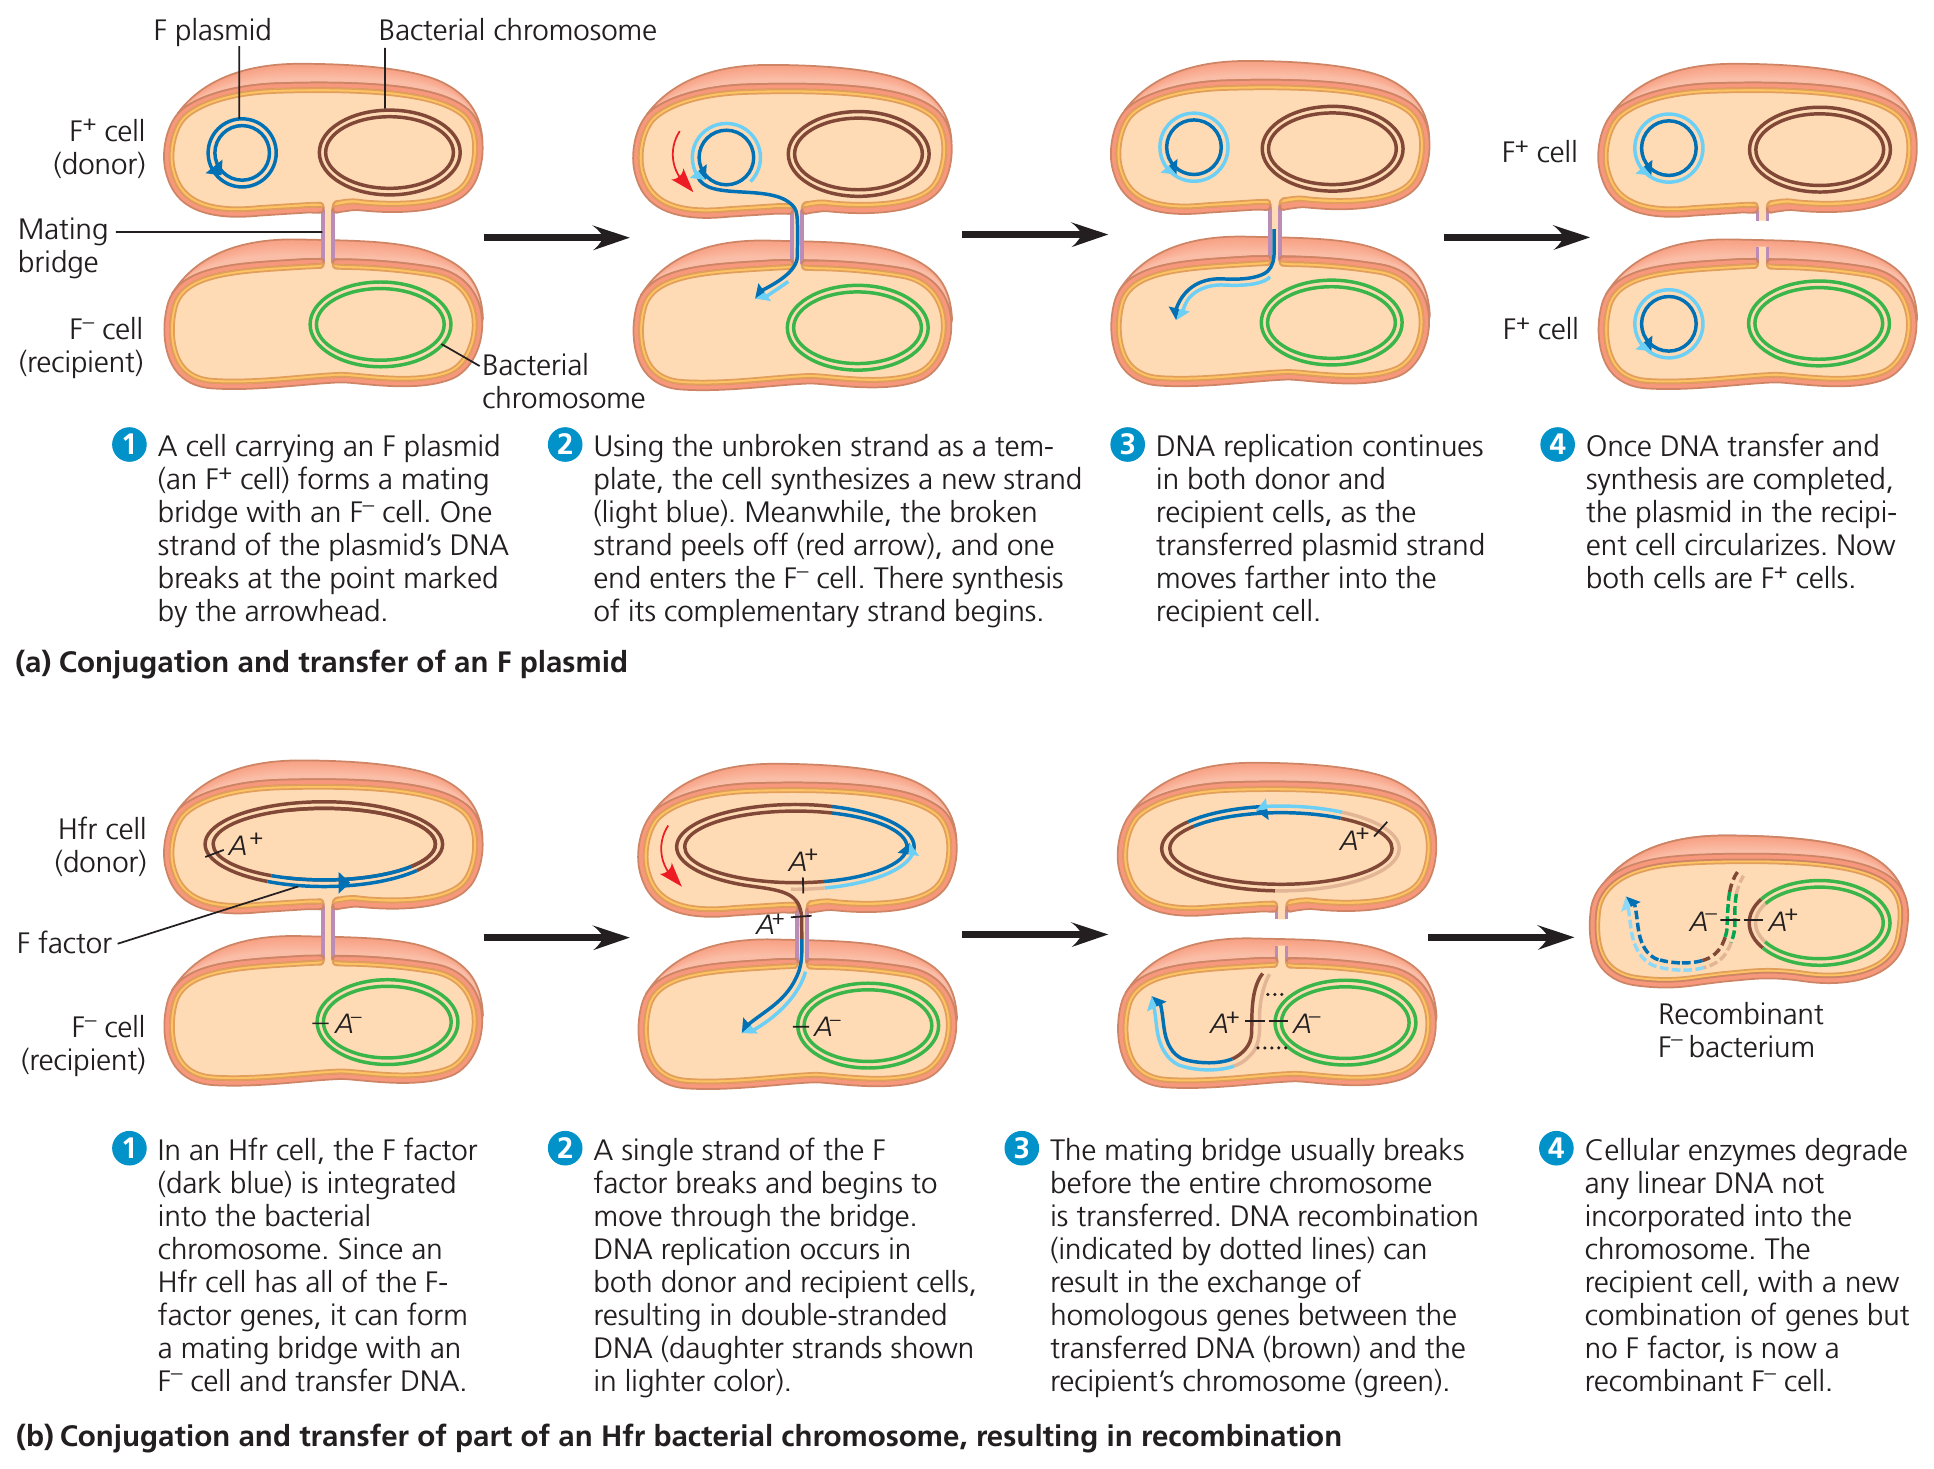 F plasmid
Bacterial chromosome
F⁺ cell
(donor)
Mating
bridge
F⁻ cell
(recipient)
Bacterial
chromosome
F⁺ cell
F⁺ cell
1 A cell carrying an F plasmid
(an F⁺ cell) forms a mating
bridge with an F⁻ cell. One
strand of the plasmid's DNA
breaks at the point marked
by the arrowhead.
2 Using the unbroken strand as a tem-
plate, the cell synthesizes a new strand
(light blue). Meanwhile, the broken
strand peels off (red arrow), and one
end enters the F⁻ cell. There synthesis
of its complementary strand begins.
3 DNA replication continues
in both donor and
recipient cells, as the
transferred plasmid strand
moves farther into the
recipient cell.
4 Once DNA transfer and
synthesis are completed,
the plasmid in the recipi-
ent cell circularizes. Now
both cells are F⁺ cells.
(a) Conjugation and transfer of an F plasmid
Hfr cell
(donor)
A⁺
F factor
F⁻ cell
(recipient)
A⁻
A⁺
A⁺
A⁻
A⁺
A⁺
A⁻
A⁻
A⁺
Recombinant
F⁻ bacterium
1 In an Hfr cell, the F factor
(dark blue) is integrated
into the bacterial
chromosome. Since an
Hfr cell has all of the F-
factor genes, it can form
a mating bridge with an
F⁻ cell and transfer DNA.
2 A single strand of the F
factor breaks and begins to
move through the bridge.
DNA replication occurs in
both donor and recipient cells,
resulting in double-stranded
DNA (daughter strands shown
in lighter color).
3 The mating bridge usually breaks
before the entire chromosome
is transferred. DNA recombination
(indicated by dotted lines) can
result in the exchange of
homologous genes between the
transferred DNA (brown) and the
recipient's chromosome (green).
4 Cellular enzymes degrade
any linear DNA not
incorporated into the
chromosome. The
recipient cell, with a new
combination of genes but
no F factor, is now a
recombinant F⁻ cell.
(b) Conjugation and transfer of part of an Hfr bacterial chromosome, resulting in recombination